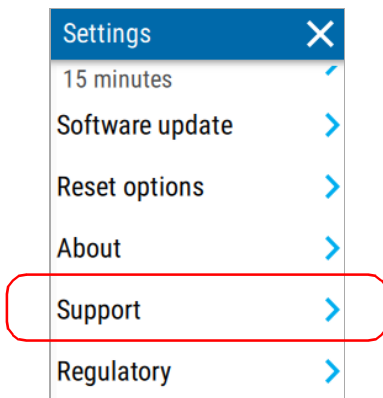 Settings
15 minutes
Software update
Reset options
About
Support
Regulatory